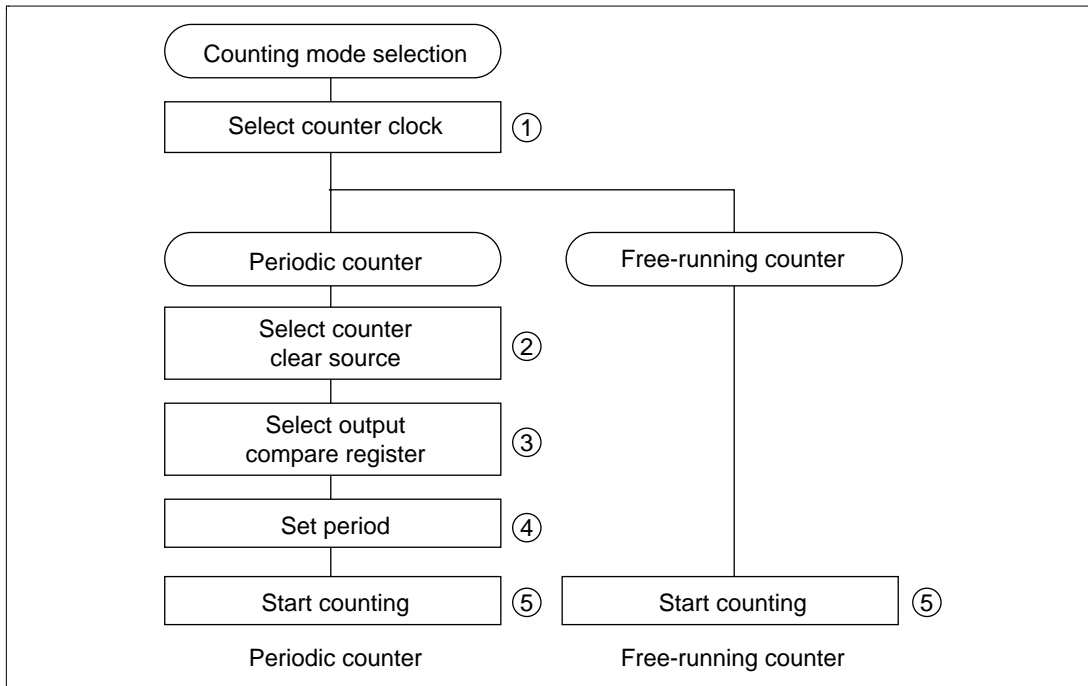 Counting mode selection
Select counter clock
①
Periodic counter
Free-running counter
Select counter
clear source
②
Select output
compare register
③
Set period
④
Start counting
⑤
Start counting
⑤
Periodic counter
Free-running counter